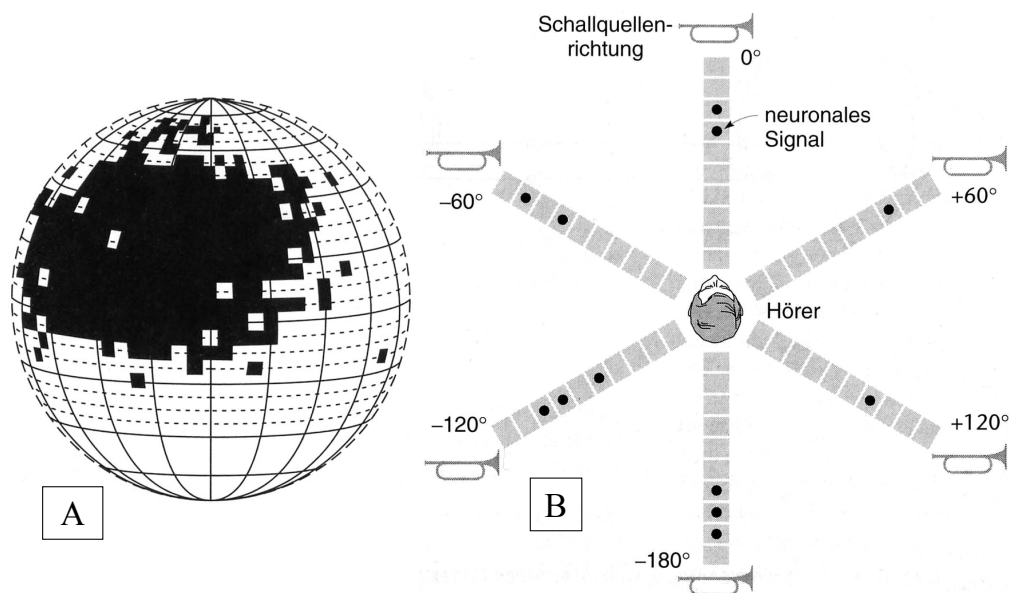 Schallquellen-
richtung
0°
neuronales
Signal
–60°
+60°
Hörer
–120°
+120°
–180°
A
B